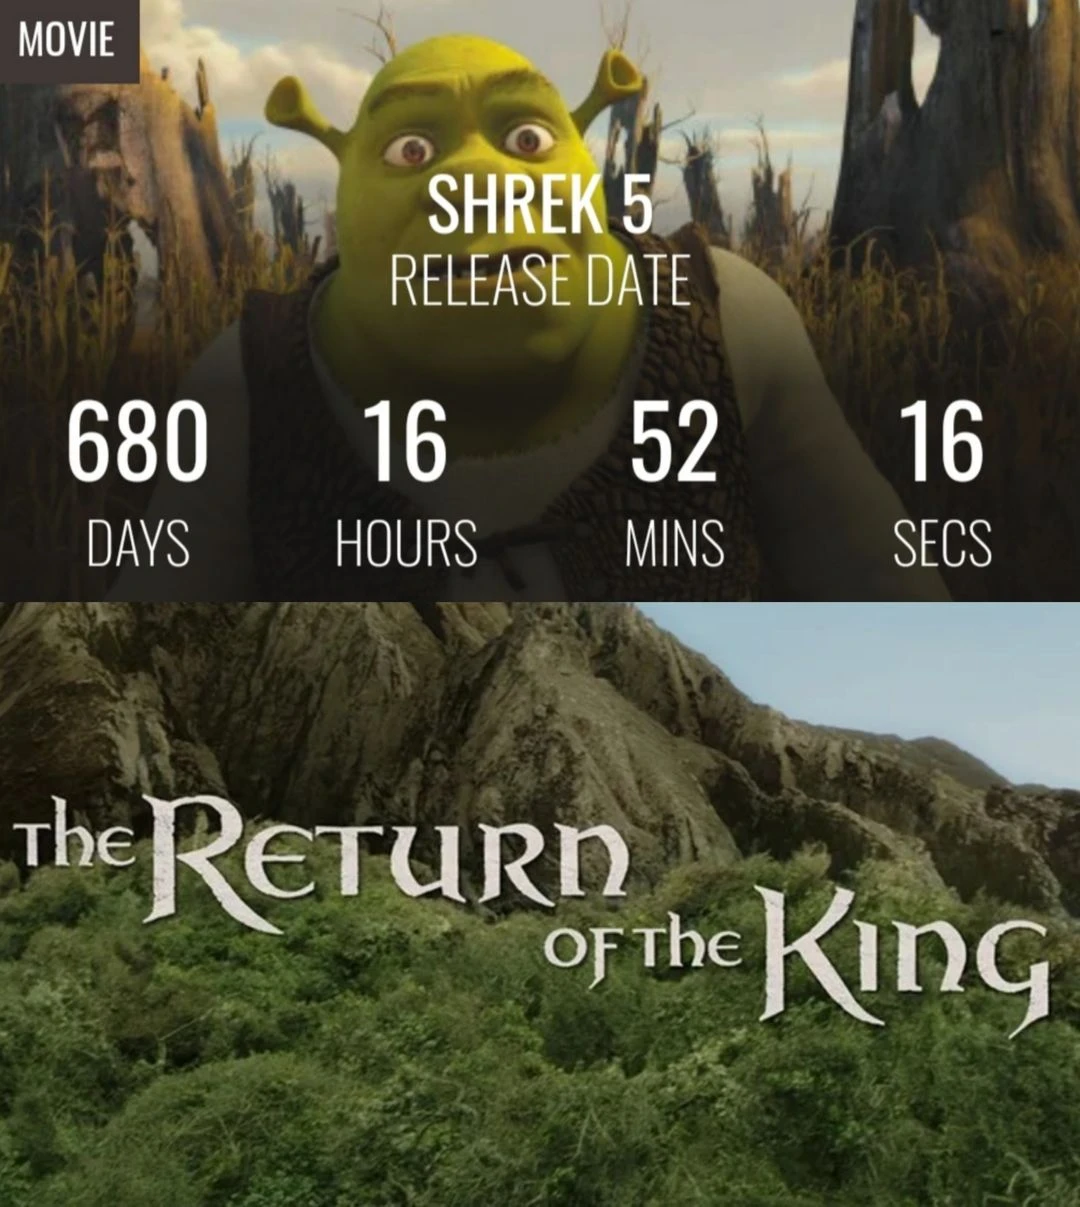 MOVIE
SHREK 5
RELEASE DATE
680 16 52 16
DAYS HOURS MINS SECS
The Return
of the King